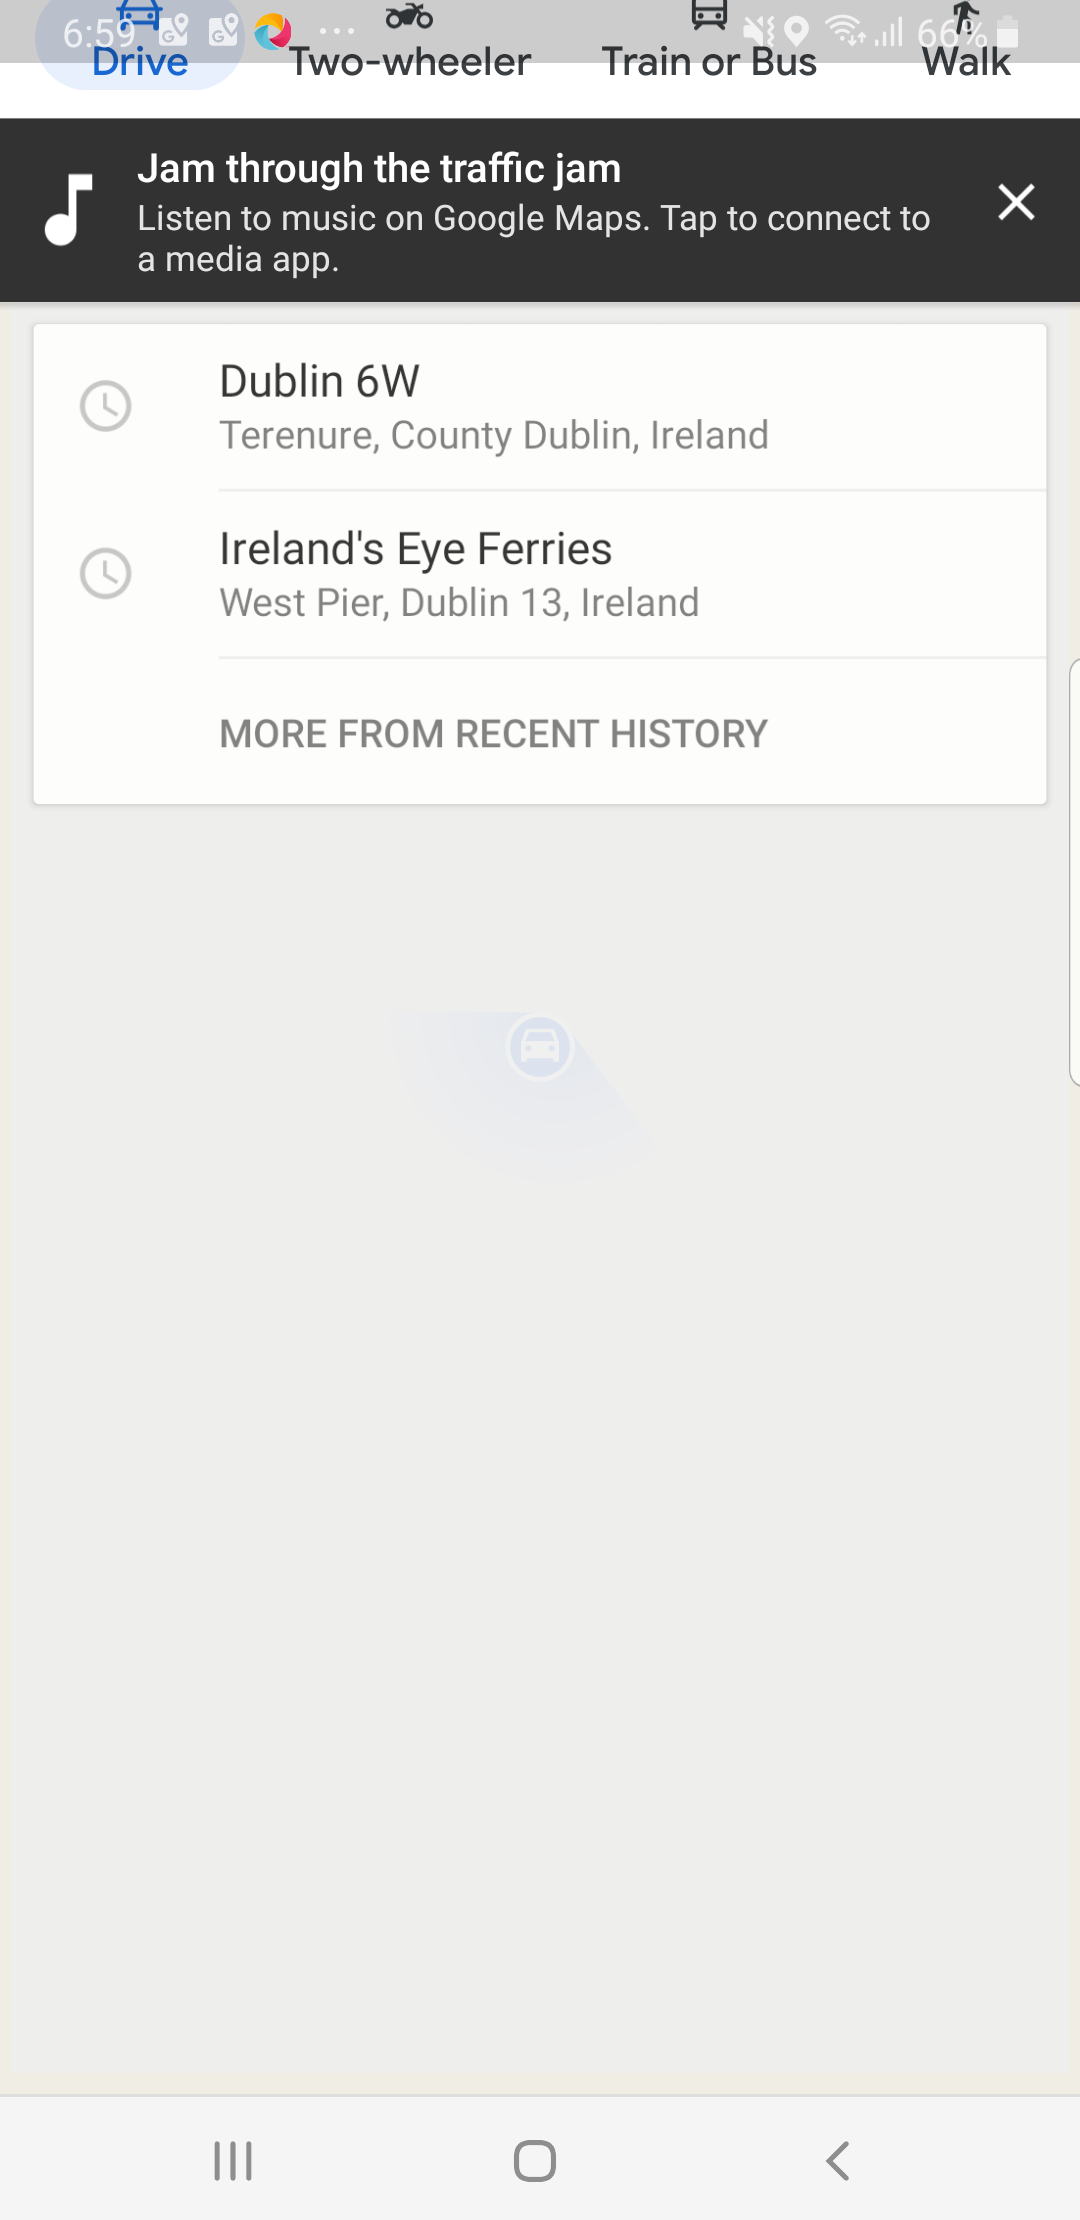 6:59 66%
Drive Two-wheeler Train or Bus Walk
Jam through the traffic jam
Listen to music on Google Maps. Tap to connect to
a media app.
Dublin 6W
Terenure, County Dublin, Ireland
Ireland's Eye Ferries
West Pier, Dublin 13, Ireland
MORE FROM RECENT HISTORY